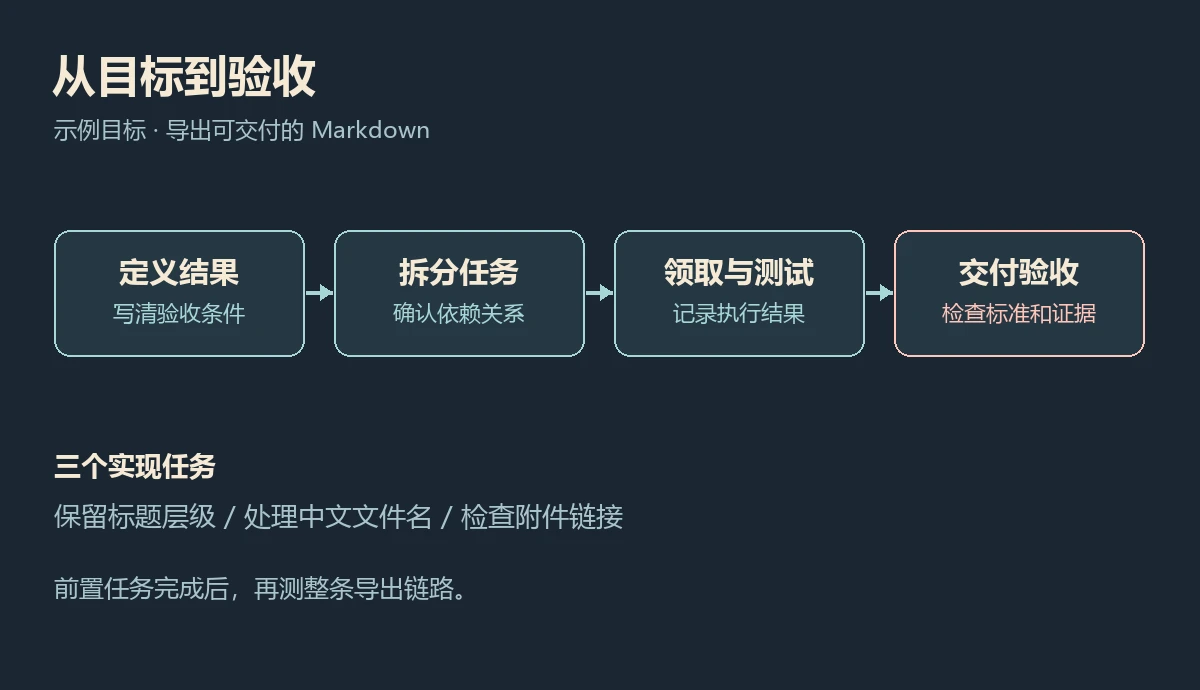 从目标到验收
示例目标 · 导出可交付的 Markdown
定义结果
写清验收条件
拆分任务
确认依赖关系
领取与测试
记录执行结果
交付验收
检查标准和证据
三个实现任务
保留标题层级 / 处理中文文件名 / 检查附件链接
前置任务完成后，再测整条导出链路。